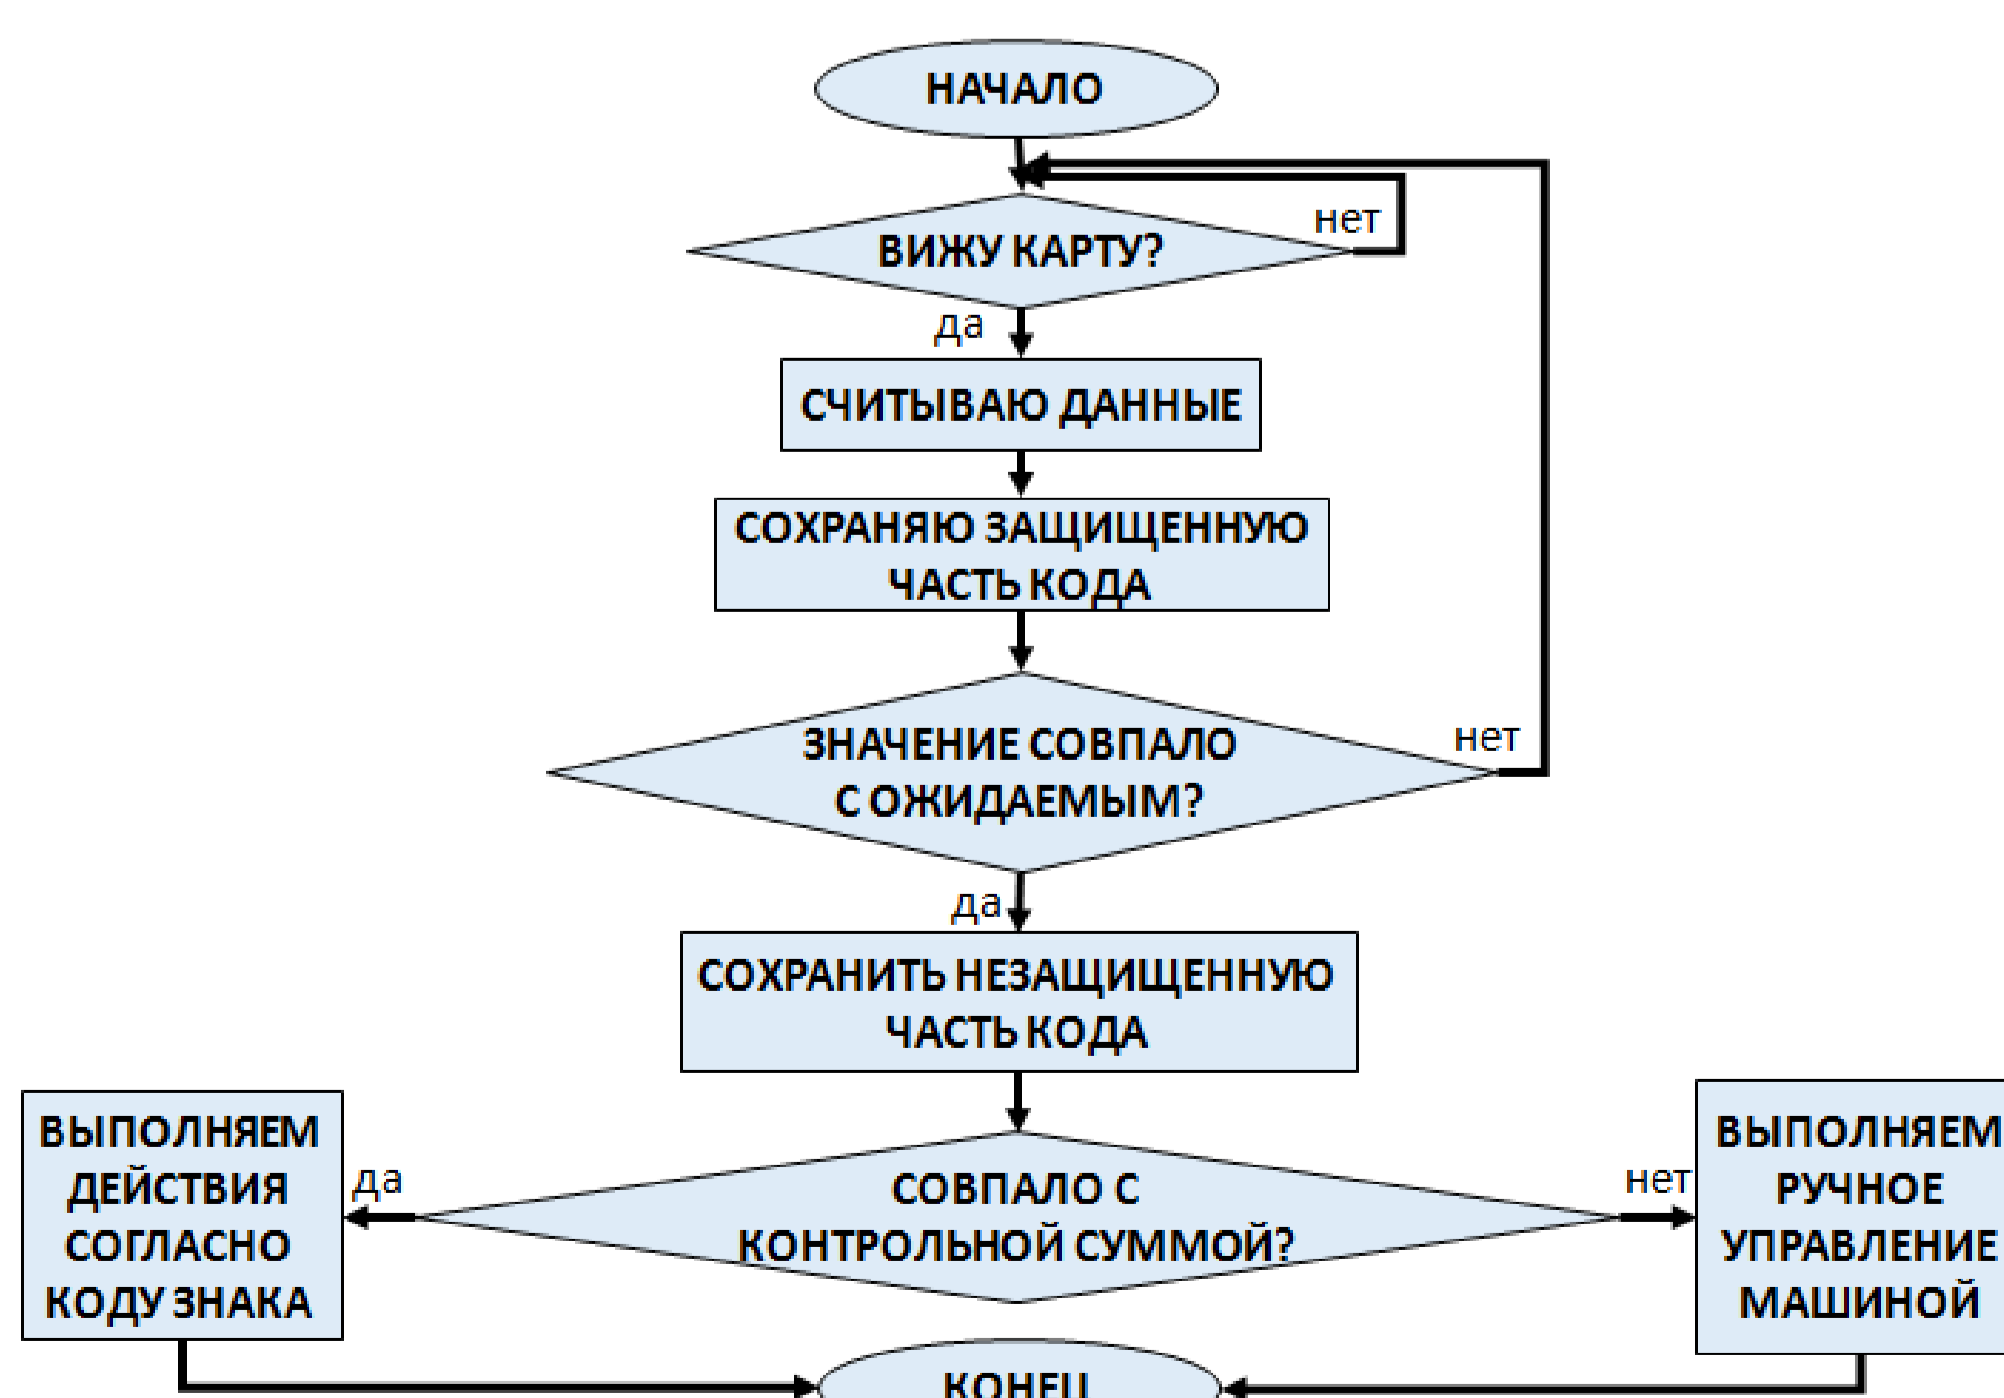 НАЧАЛО
ВИЖУ КАРТУ?
нет
да
СЧИТЫВАЮ ДАННЫЕ
СОХРАНЯЮ ЗАЩИЩЕННУЮ
ЧАСТЬ КОДА
ЗНАЧЕНИЕ СОВПАЛО
С ОЖИДАЕМЫМ?
нет
да
СОХРАНИТЬ НЕЗАЩИЩЕННУЮ
ЧАСТЬ КОДА
СОВПАЛО С
КОНТРОЛЬНОЙ СУММОЙ?
да
ВЫПОЛНЯЕМ
ДЕЙСТВИЯ
СОГЛАСНО
КОДУ ЗНАКА
нет
ВЫПОЛНЯЕМ
РУЧНОЕ
УПРАВЛЕНИЕ
МАШИНОЙ
КОНЕЦ